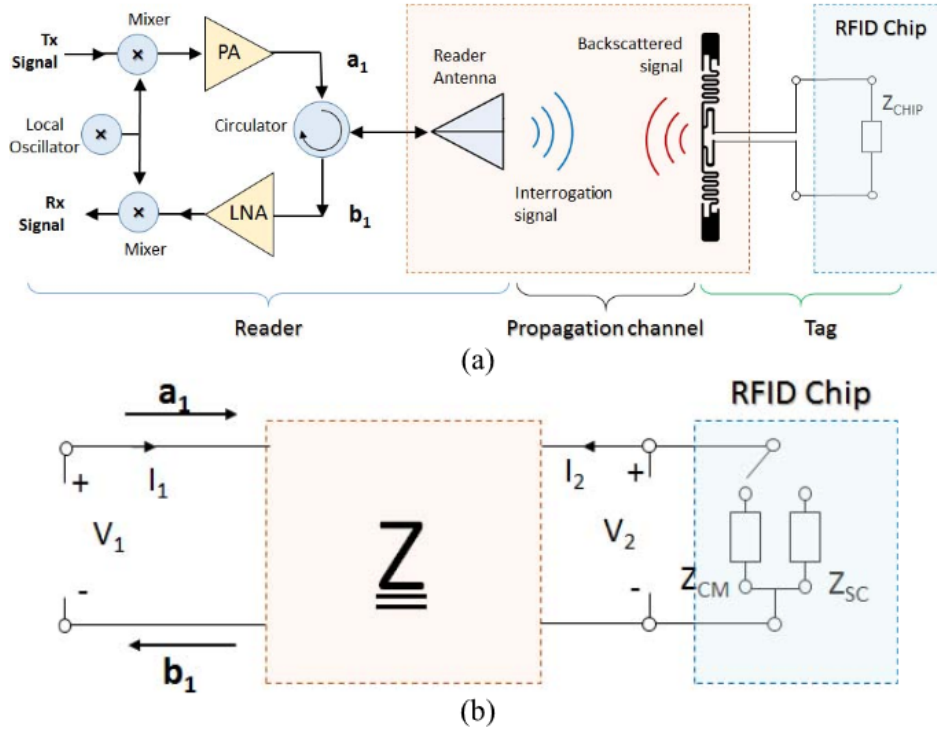 Tx
Signal
Mixer
×
PA
a1
Local
Oscillator
×
Circulator
Rx
Signal
×
Mixer
LNA
b1
Reader
Antenna
Interrogation
signal
Backscattered
signal
RFID Chip
ZCHIP
Reader
Propagation channel
Tag
(a)
a1
I1
+
V1
-
b1
Z
I2
+
V2
-
RFID Chip
ZCM
ZSC
(b)